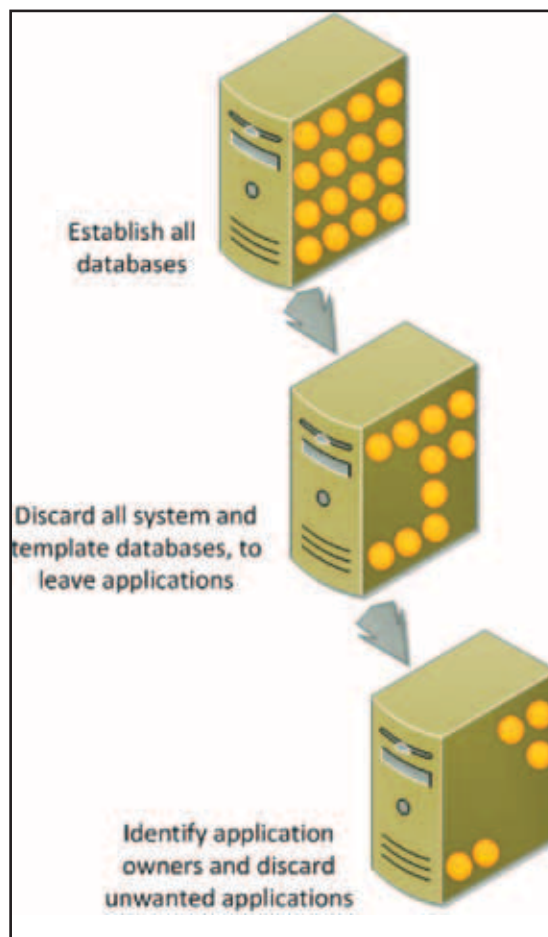 Establish all
databases
Discard all system and
template databases, to
leave applications
Identify application
owners and discard
unwanted applications